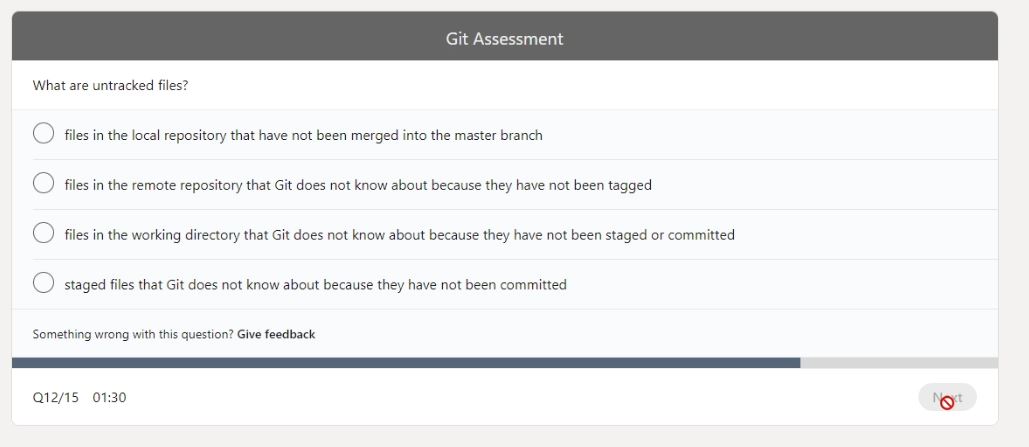 Git Assessment
What are untracked files?
files in the local repository that have not been merged into the master branch
files in the remote repository that Git does not know about because they have not been tagged
files in the working directory that Git does not know about because they have not been staged or committed
staged files that Git does not know about because they have not been committed
Something wrong with this question? Give feedback
Q12/15 01:30
Next